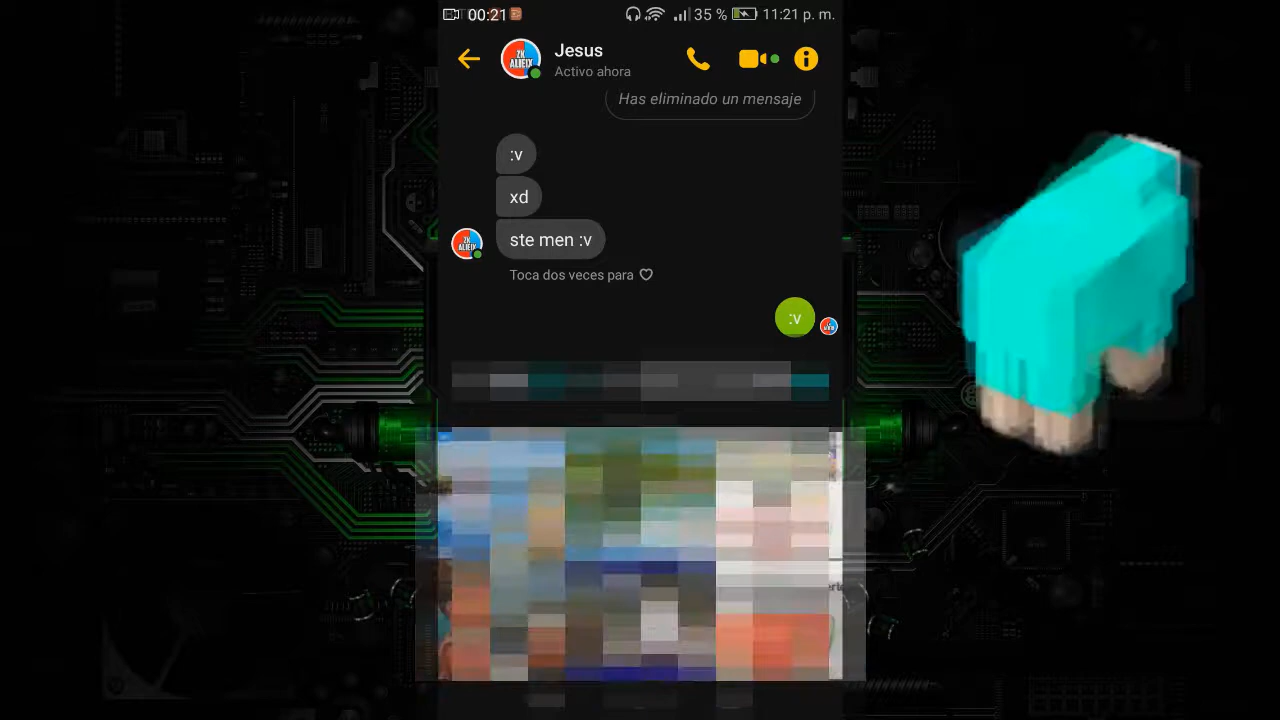 00:21 35 % 11:21 p. m.
Jesus
Activo ahora
Has eliminado un mensaje
:v
xd
ste men :v
Toca dos veces para
:v
ZK